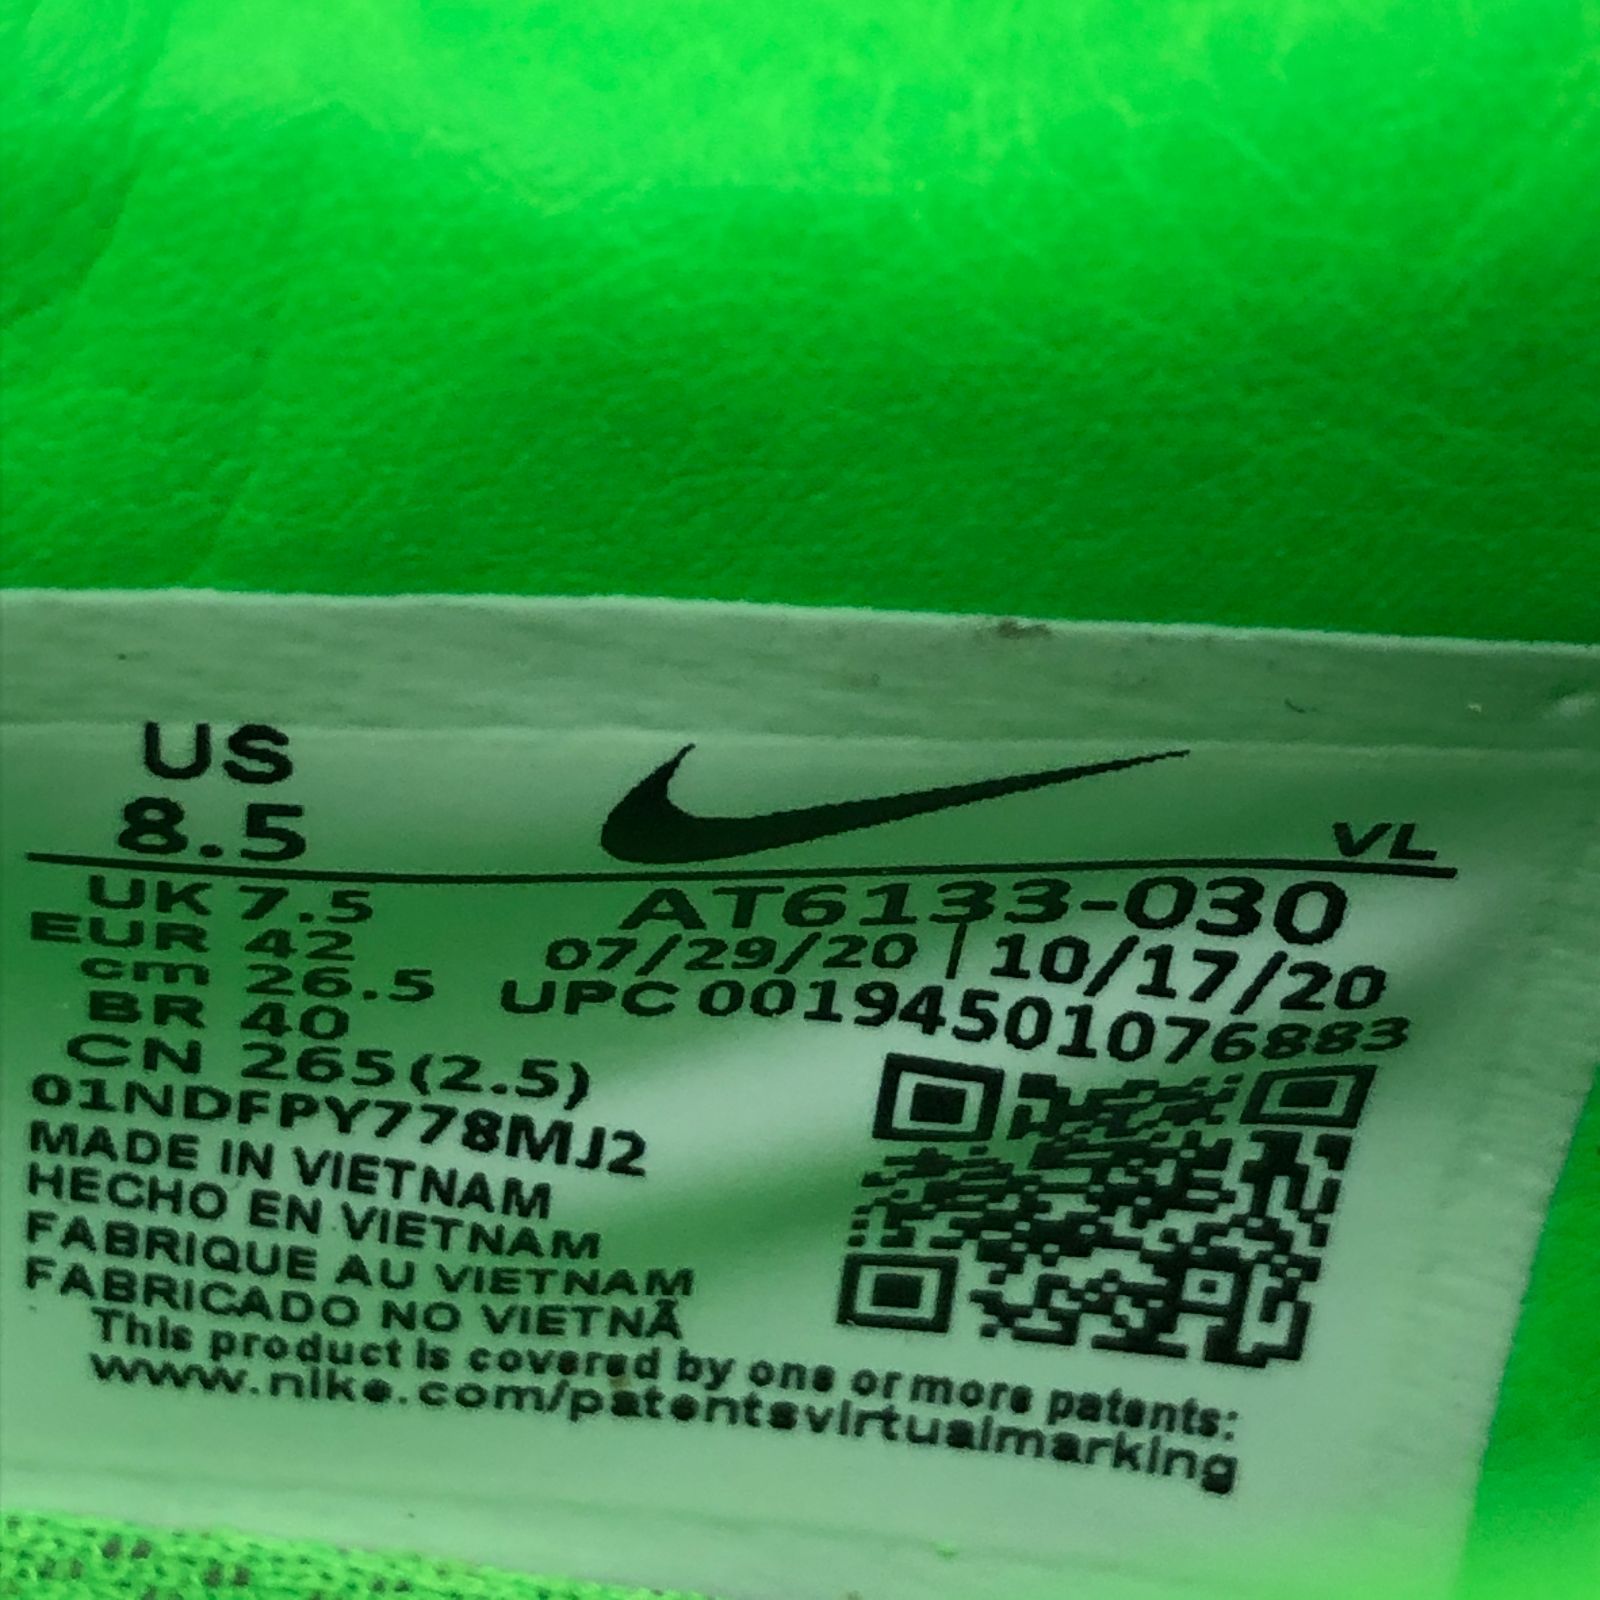 US
8.5
VL
UK 7.5
EUR 42
cm 26.5
BR 40
CN 265(2.5)
AT6133-030
07/29/20 | 10/17/20
UPC 00194501076883
01NDFPY778MJ2
MADE IN VIETNAM
HECHO EN VIETNAM
FABRIQUE AU VIETNAM
FABRICADO NO VIETNÃ
This product is covered by one or more patents:
www.nike.com/patentsvirtualmarking